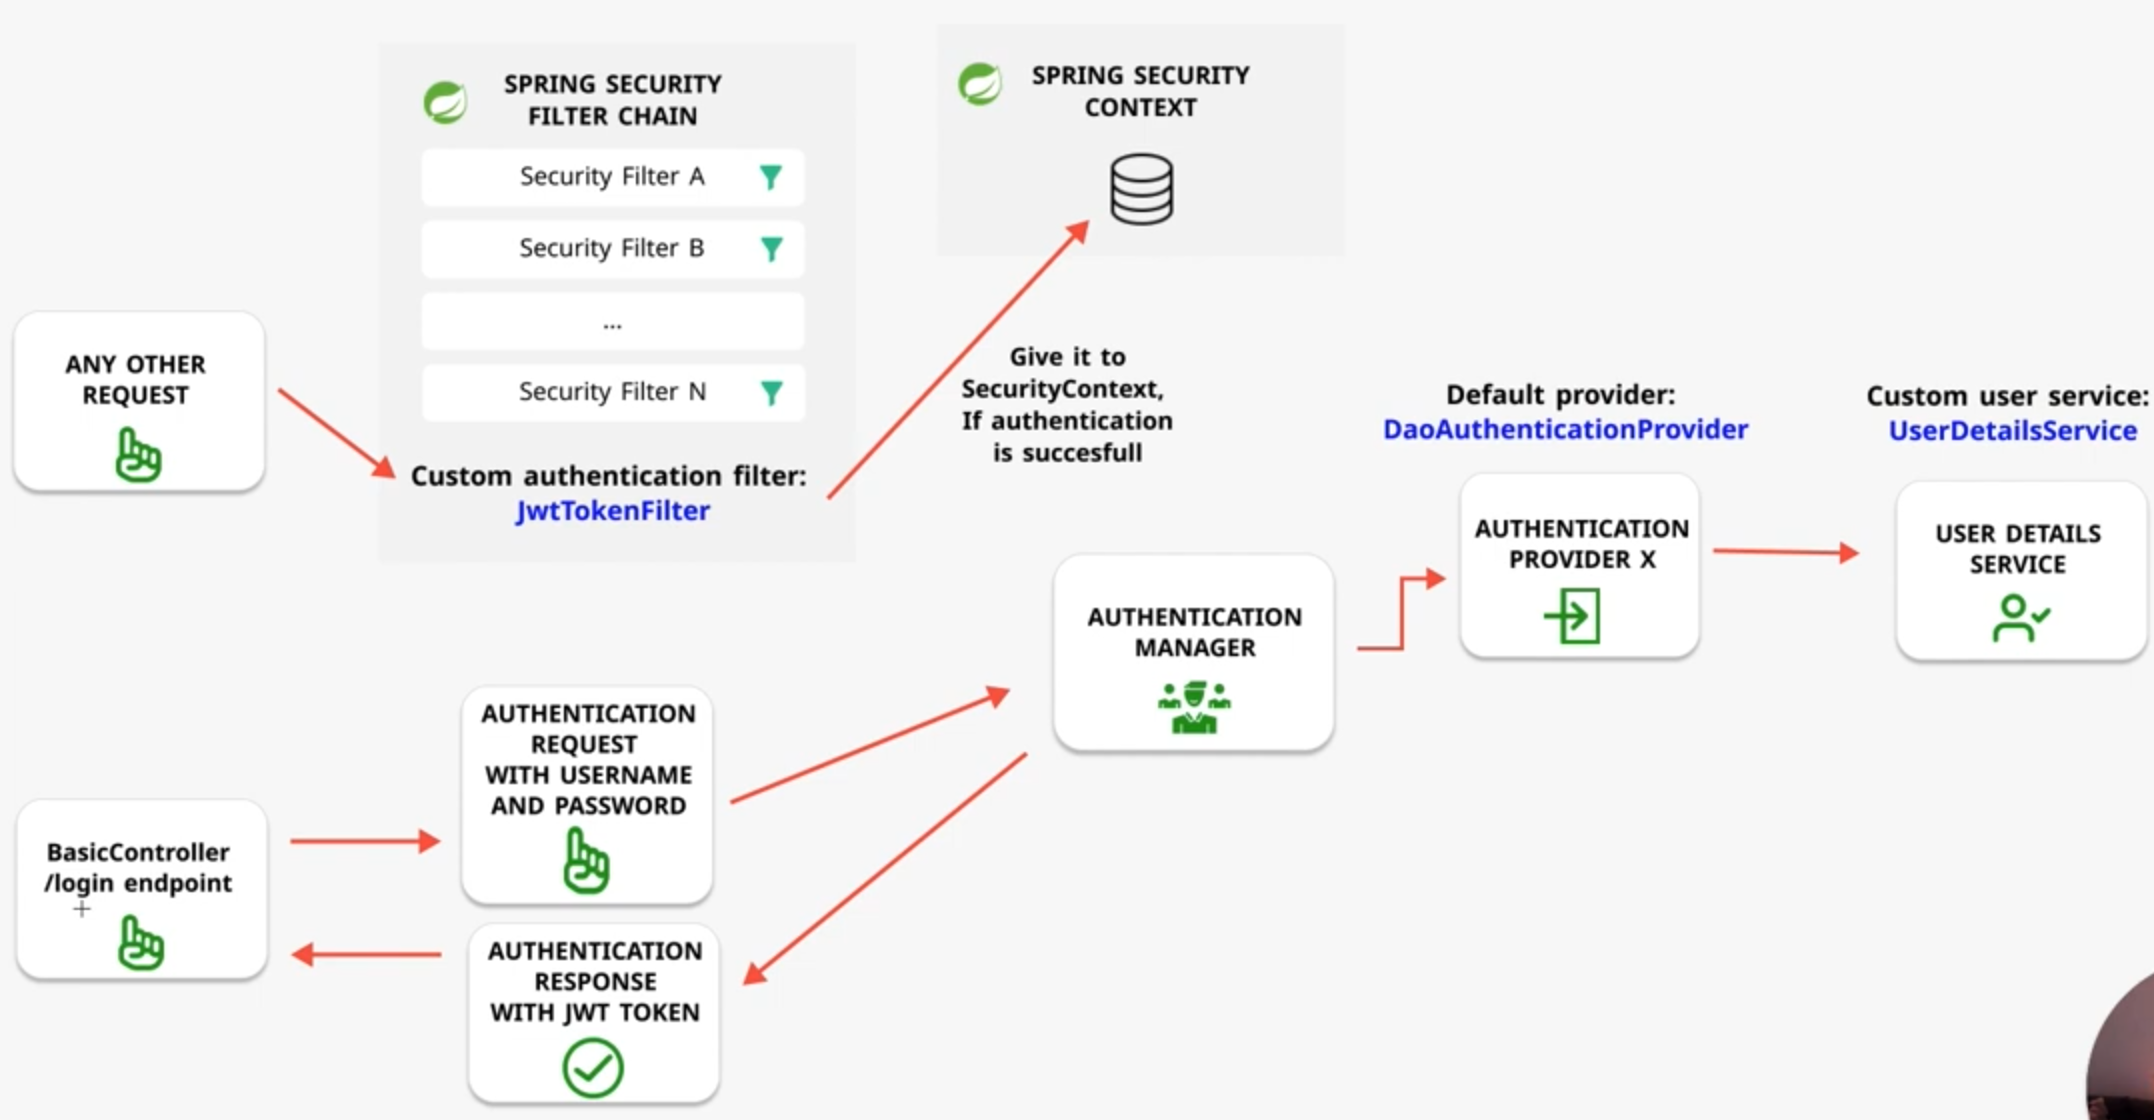 SPRING SECURITY
FILTER CHAIN
Security Filter A
Security Filter B
...
Security Filter N
Custom authentication filter:
JwtTokenFilter
SPRING SECURITY
CONTEXT
ANY OTHER
REQUEST
Give it to
SecurityContext,
If authentication
is succesfull
Default provider:
DaoAuthenticationProvider
Custom user service:
UserDetailsService
AUTHENTICATION
PROVIDER X
USER DETAILS
SERVICE
AUTHENTICATION
MANAGER
AUTHENTICATION
REQUEST
WITH USERNAME
AND PASSWORD
BasicController
/login endpoint
AUTHENTICATION
RESPONSE
WITH JWT TOKEN